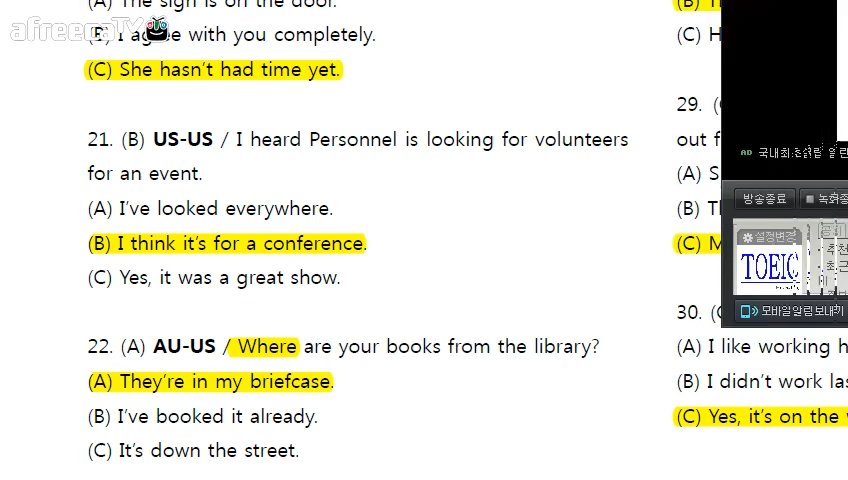 (A) The sign is on the door.
afreecaTV
(B) I agree with you completely.
(C) She hasn't had time yet.
21. (B) US-US / I heard Personnel is looking for volunteers
for an event.
(A) I've looked everywhere.
(B) I think it's for a conference.
(C) Yes, it was a great show.
22. (A) AU-US / Where are your books from the library?
(A) They're in my briefcase.
(B) I've booked it already.
(C) It's down the street.
(B)
(C)
29.
out
(A)
(B)
(C)
30.
(A) I like working
(B) I didn't work
(C) Yes, it's on the
AD 국내최초
방송종료
설정변경
TOEIC
모바일알림보내기